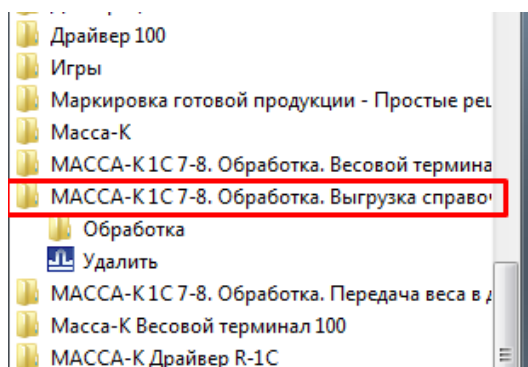 Драйвер 100
Игры
Маркировка готовой продукции - Простые
Масса-К
МАССА-К 1С 7-8. Обработка. Весовой термина
МАССА-К 1С 7-8. Обработка. Выгрузка справо
Обработка
Удалить
МАССА-К 1С 7-8. Обработка. Передача веса в
Масса-К Весовой терминал 100
МАССА-К Драйвер R-1C